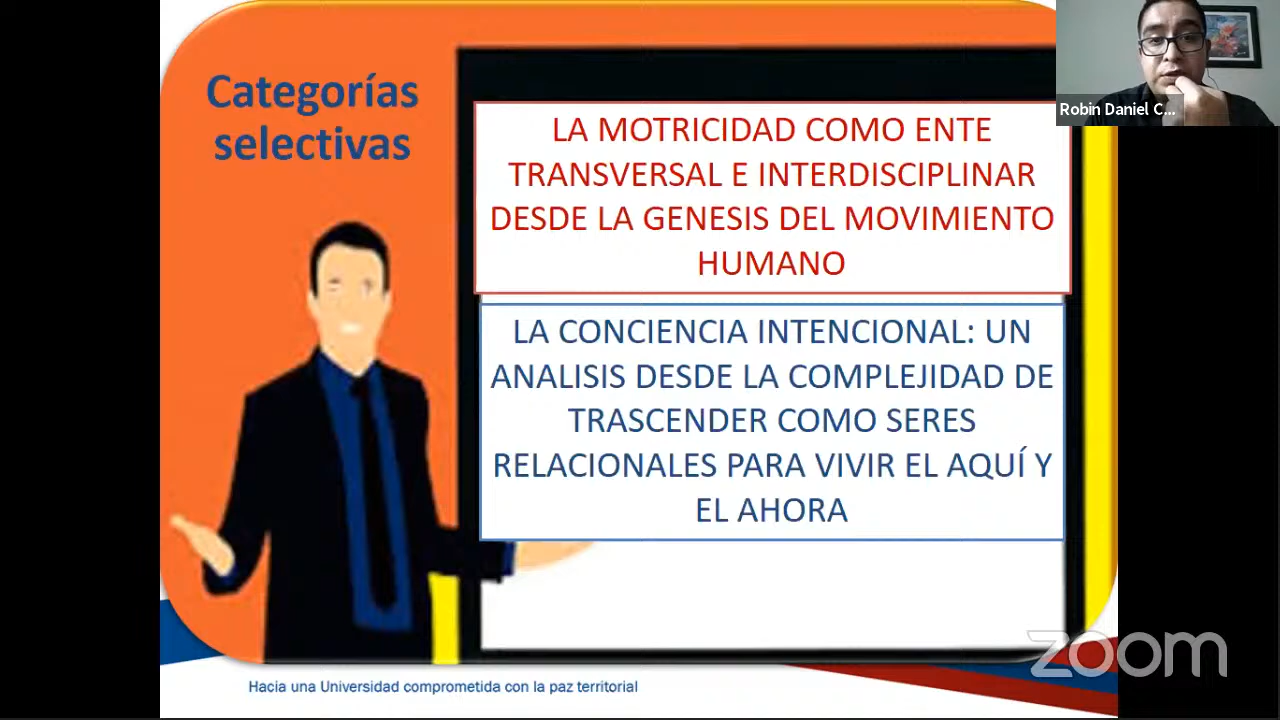 Categorías
selectivas
LA MOTRICIDAD COMO ENTE
TRANSVERSAL E INTERDISCIPLINAR
DESDE LA GENESIS DEL MOVIMIENTO
HUMANO
LA CONCIENCIA INTENCIONAL: UN
ANALISIS DESDE LA COMPLEJIDAD DE
TRASCENDER COMO SERES
RELACIONALES PARA VIVIR EL AQUÍ Y
EL AHORA
Robin Daniel C...
Hacia una Universidad comprometida con la paz territorial
zoom